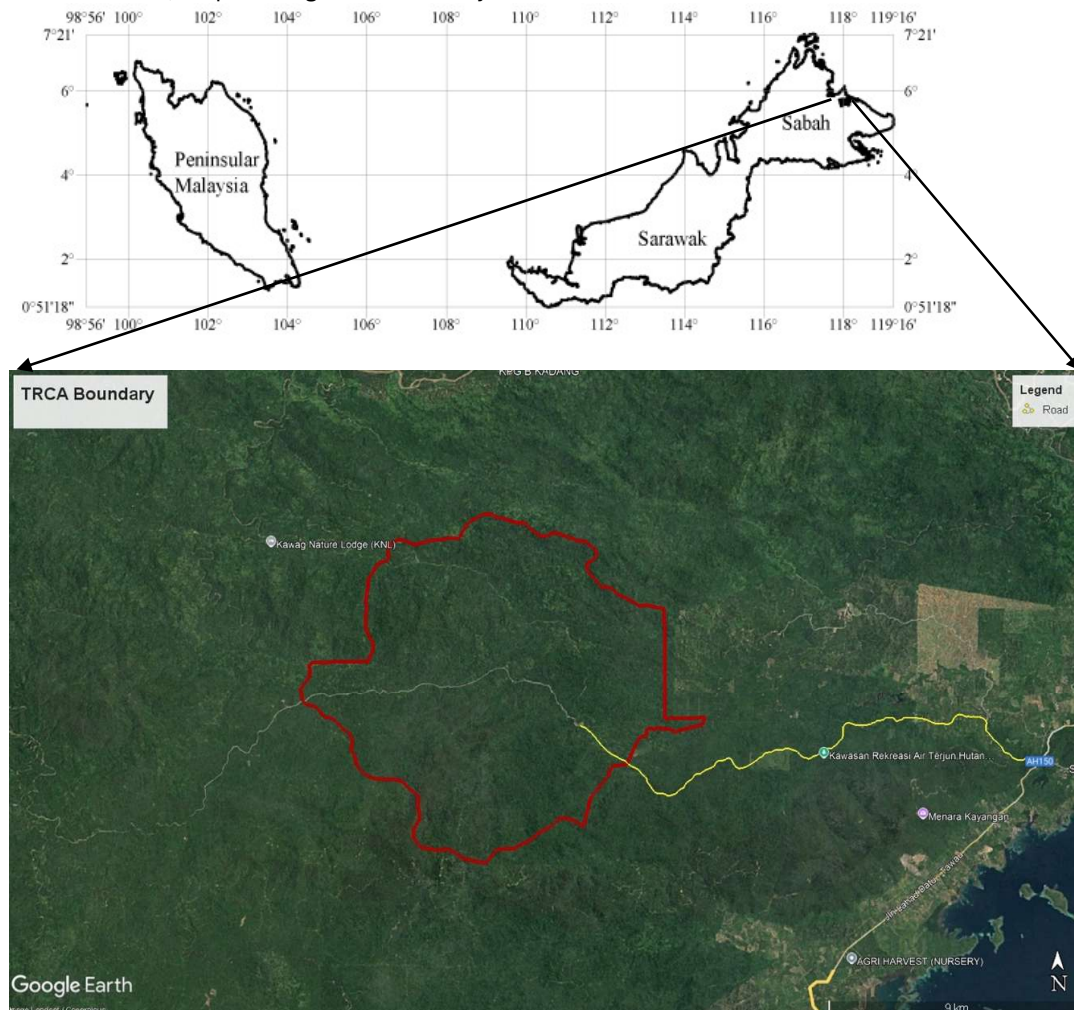 98°56' 100° 102° 104° 106° 108° 110° 112° 114° 116° 118° 119°16'
7°21' 7°21'
6° 6°
Sabah
Peninsular
Malaysia
4° 4
Sarawak
2° 2°
0°51'18" 0°51'18"
98°56' 100° 102° 104° 106° 108° 110° 112° 114° 116° 118° 119°16'
TRCA Boundary
Legend
Road
Kawag Nature Lodge (KNL)
Kawasan Rekreasi Air Terjun Hutan...
AH150
Menara Kayangan
AGRI HARVEST (NURSERY)
Google Earth
N
9 km